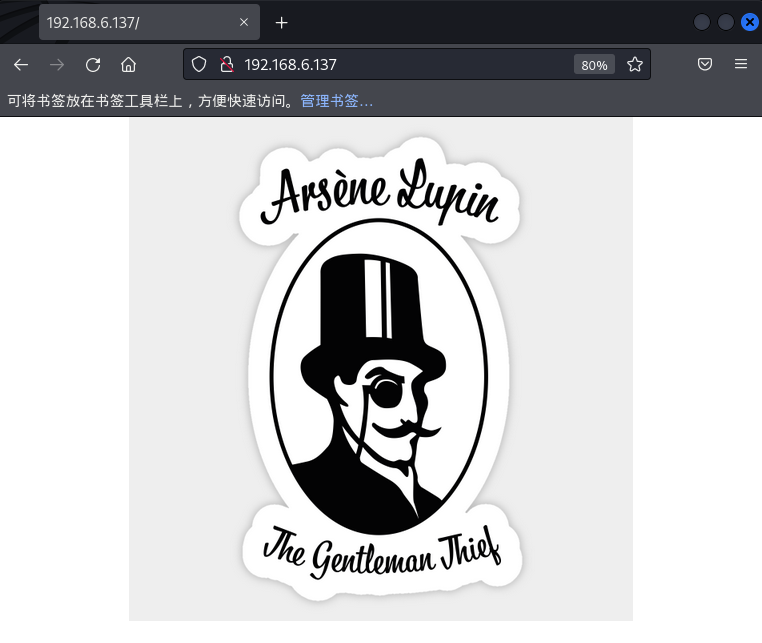 192.168.6.137/
192.168.6.137
80%
可将书签放在书签工具栏上，方便快速访问。管理书签…
Arsène Lupin
The Gentleman Thief